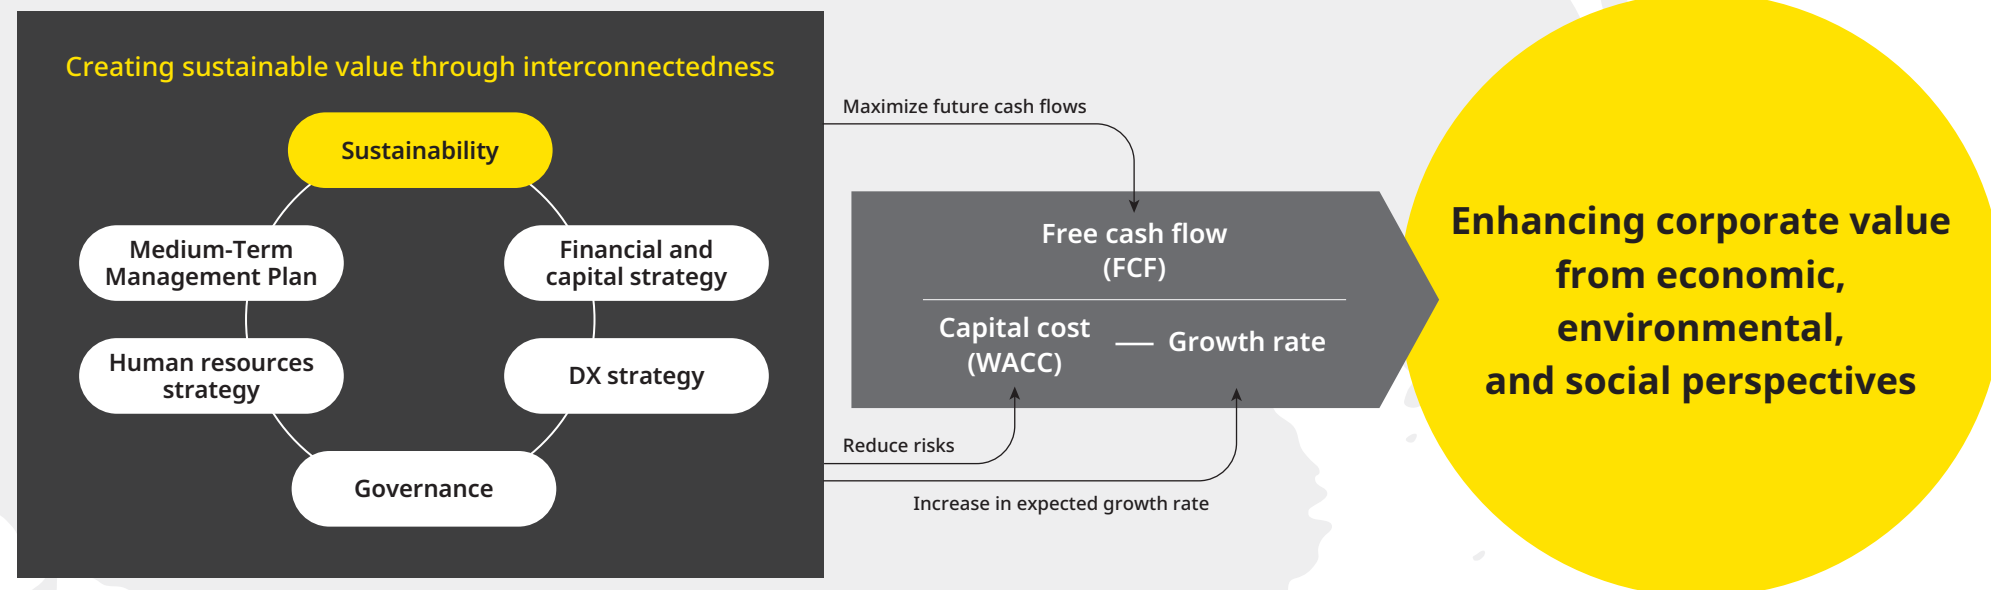 Creating sustainable value through interconnectedness
Sustainability
Medium-Term
Management Plan
Financial and
capital strategy
Human resources
strategy
DX strategy
Governance
Maximize future cash flows
Free cash flow
(FCF)
Capital cost
(WACC)
— Growth rate
Reduce risks
Increase in expected growth rate
Enhancing corporate value
from economic,
environmental,
and social perspectives